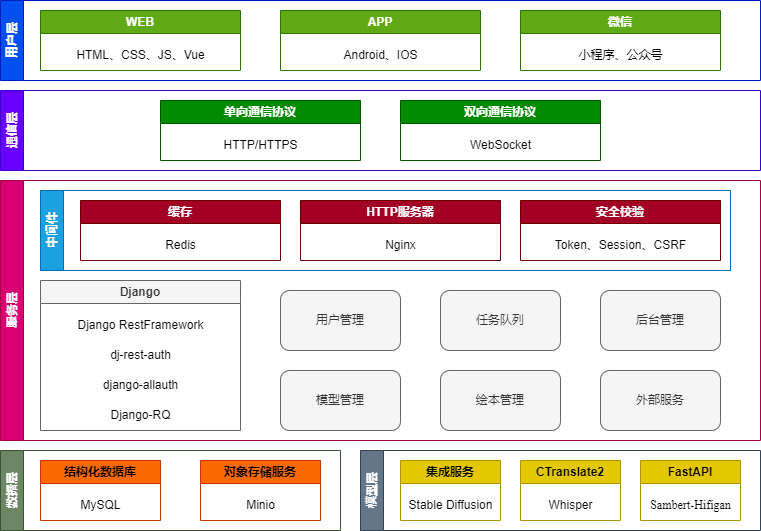 用户层
WEB
HTML、CSS、JS、Vue
APP
Android、IOS
微信
小程序、公众号
通信层
单向通信协议
HTTP/HTTPS
双向通信协议
WebSocket
服务层
中间件
缓存
Redis
HTTP服务器
Nginx
安全校验
Token、Session、CSRF
Django
Django RestFramework
dj-rest-auth
django-allauth
Django-RQ
用户管理
任务队列
后台管理
模型管理
绘本管理
外部服务
数据层
结构化数据库
MySQL
对象存储服务
Minio
模型层
集成服务
Stable Diffusion
CTranslate2
Whisper
FastAPI
Sambert-Hifigan